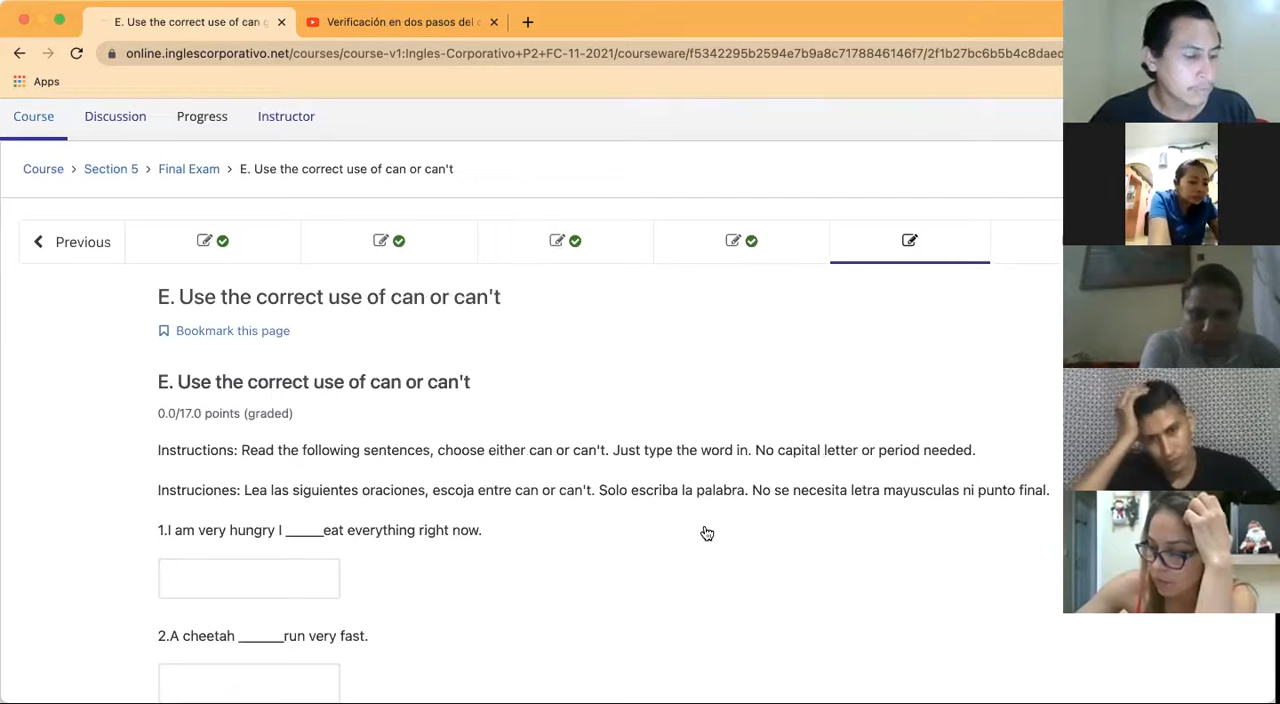 E. Use the correct use of can
Verificación en dos pasos del
online.inglescorporativo.net/courses/course-v1:Ingles-Corporativo+P2+FC-11-2021/courseware/f5342295b2594e7b9a8c7178846146f7/2f1b27bc6b5b4c8daed
Apps
Course Discussion Progress Instructor
Course > Section 5 > Final Exam > E. Use the correct use of can or can't
Previous
E. Use the correct use of can or can't
Bookmark this page
E. Use the correct use of can or can't
0.0/17.0 points (graded)
Instructions: Read the following sentences, choose either can or can't. Just type the word in. No capital letter or period needed.
Instruciones: Lea las siguientes oraciones, escoja entre can or can't. Solo escriba la palabra. No se necesita letra mayusculas ni punto final.
1.I am very hungry I _____eat everything right now.
2.A cheetah ______run very fast.